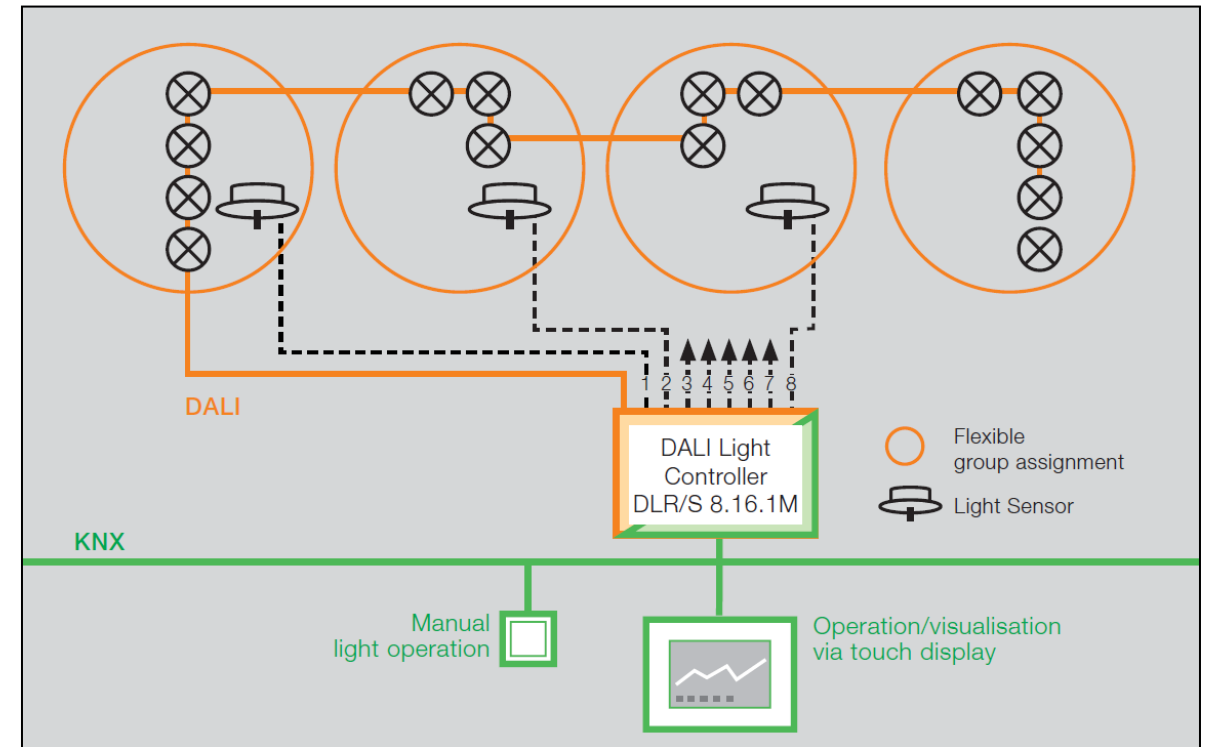 1 2 3 4 5 6 7 8
DALI
DALI Light
Controller
DLR/S 8.16.1M
Flexible
group assignment
Light Sensor
KNX
Manual
light operation
Operation/visualisation
via touch display